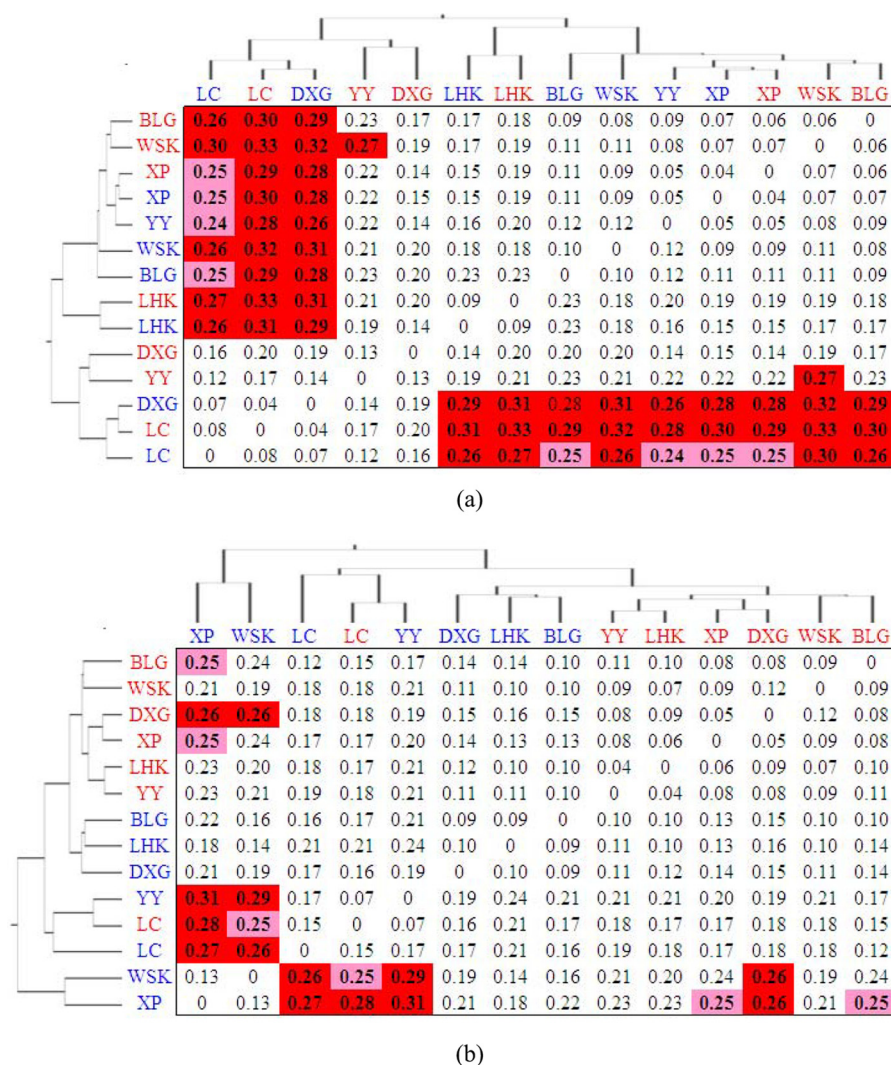 LC LC DXG YY DXG LHK LHK BLG WSK YY XP XP WSK BLG
BLG 0.26 0.30 0.29 0.23 0.17 0.17 0.18 0.09 0.08 0.09 0.07 0.06 0.06 0
WSK 0.30 0.33 0.32 0.27 0.19 0.17 0.19 0.11 0.11 0.08 0.07 0.07 0 0.06
XP 0.25 0.29 0.28 0.22 0.14 0.15 0.19 0.11 0.09 0.05 0.04 0 0.07 0.06
XP 0.25 0.30 0.28 0.22 0.15 0.15 0.19 0.11 0.09 0.05 0 0.04 0.07 0.07
YY 0.24 0.28 0.26 0.22 0.14 0.16 0.20 0.12 0.12 0 0.05 0.05 0.08 0.09
WSK 0.26 0.32 0.31 0.21 0.20 0.18 0.18 0.10 0 0.12 0.09 0.09 0.11 0.08
BLG 0.25 0.29 0.28 0.23 0.20 0.23 0.23 0 0.10 0.12 0.11 0.11 0.11 0.09
LHK 0.27 0.33 0.31 0.21 0.20 0.09 0 0.23 0.18 0.20 0.19 0.19 0.19 0.18
LHK 0.26 0.31 0.29 0.19 0.14 0 0.09 0.23 0.18 0.16 0.15 0.15 0.17 0.17
DXG 0.16 0.20 0.19 0.13 0 0.14 0.20 0.20 0.20 0.14 0.15 0.14 0.19 0.17
YY 0.12 0.17 0.14 0 0.13 0.19 0.21 0.23 0.21 0.22 0.22 0.22 0.27 0.23
DXG 0.07 0.04 0 0.14 0.19 0.29 0.31 0.28 0.31 0.26 0.28 0.28 0.32 0.29
LC 0.08 0 0.04 0.17 0.20 0.31 0.33 0.29 0.32 0.28 0.30 0.29 0.33 0.30
LC 0 0.08 0.07 0.12 0.16 0.26 0.27 0.25 0.26 0.24 0.25 0.25 0.30 0.26
(a)
XP WSK LC LC YY DXG LHK BLG YY LHK XP DXG WSK BLG
BLG 0.25 0.24 0.12 0.15 0.17 0.14 0.14 0.10 0.11 0.10 0.08 0.08 0.09 0
WSK 0.21 0.19 0.18 0.18 0.21 0.11 0.10 0.10 0.09 0.07 0.09 0.12 0 0.09
DXG 0.26 0.26 0.18 0.18 0.19 0.15 0.16 0.15 0.08 0.09 0.05 0 0.12 0.08
XP 0.25 0.24 0.17 0.17 0.20 0.14 0.13 0.13 0.08 0.06 0 0.05 0.09 0.08
LHK 0.23 0.20 0.18 0.17 0.21 0.12 0.10 0.10 0.04 0 0.06 0.09 0.07 0.10
YY 0.23 0.21 0.19 0.18 0.21 0.11 0.11 0.10 0 0.04 0.08 0.08 0.09 0.11
BLG 0.22 0.16 0.16 0.17 0.21 0.09 0.09 0 0.10 0.10 0.13 0.15 0.10 0.10
LHK 0.18 0.14 0.21 0.21 0.24 0.10 0 0.09 0.11 0.10 0.13 0.16 0.10 0.14
DXG 0.21 0.19 0.17 0.16 0.19 0 0.10 0.09 0.11 0.12 0.14 0.15 0.11 0.14
YY 0.31 0.29 0.17 0.07 0 0.19 0.24 0.21 0.21 0.21 0.20 0.19 0.21 0.17
LC 0.28 0.25 0.15 0 0.07 0.16 0.21 0.17 0.18 0.17 0.17 0.18 0.18 0.15
LC 0.27 0.26 0 0.15 0.17 0.17 0.21 0.16 0.19 0.18 0.17 0.18 0.18 0.12
WSK 0.13 0 0.26 0.25 0.29 0.19 0.14 0.16 0.21 0.20 0.24 0.26 0.19 0.24
XP 0 0.13 0.27 0.28 0.31 0.21 0.18 0.22 0.23 0.23 0.25 0.26 0.21 0.25
(b)